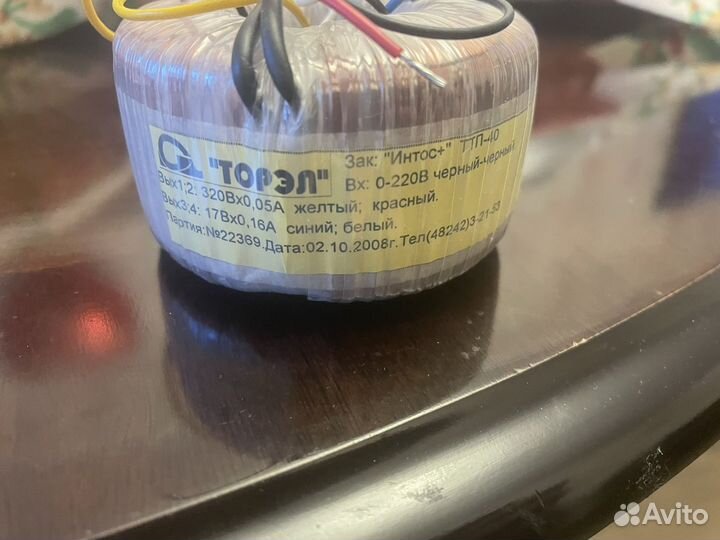 "ТОРЭЛ"
Зак: "Интос+" ТТП-40
Вх: 0-220В черный-черный
Вых1;2: 320Вх0,05А желтый; красный.
Вых3;4: 17Вх0,16А синий; белый.
Партия:№22369.Дата:02.10.2008г.Тел(48242)3-21-53
Avito